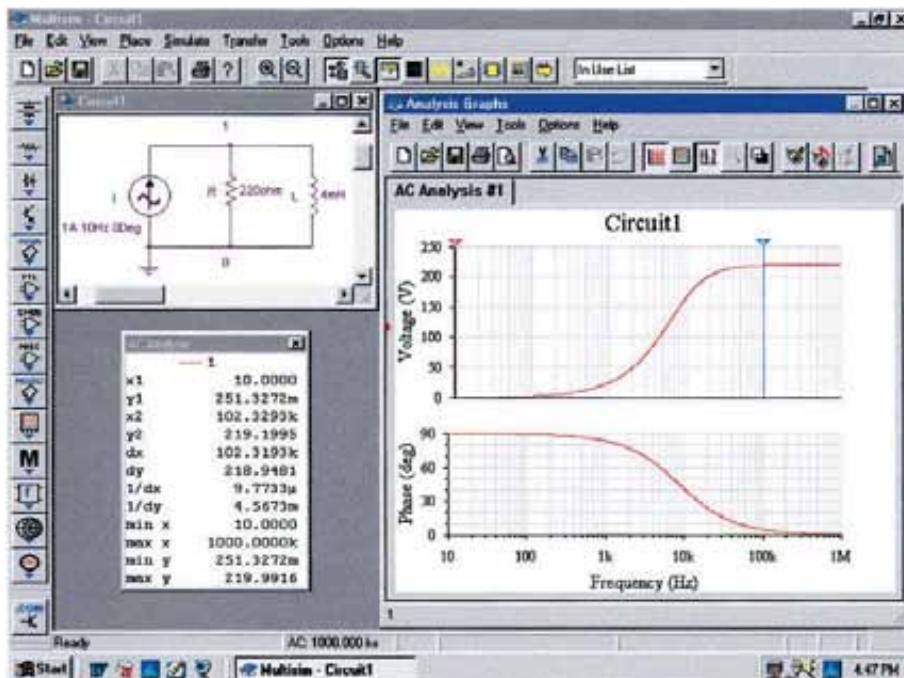 Multisim - Circuit1
File Edit View Place Simulate Transfer Tools Options Help
In Use List
Circuit1
1
I
R
220ohm
L
4mH
1A 10Hz 0Deg
0
AC Analysis
1
x1 10.0000
y1 251.3272m
x2 102.3293k
y2 219.1995
dx 102.3193k
dy 218.9481
1/dx 9.7733µ
1/dy 4.5673m
min x 10.0000
max x 1000.0000k
min y 251.3272m
max y 219.9916
Analysis Graphs
File Edit View Tools Options Help
AC Analysis #1
Circuit1
Voltage (V)
250
200
150
100
50
0
Phase (deg)
90
60
30
0
10 100 1k 10k 100k 1M
Frequency (Hz)
1
M
Ready
AC: 1000.000
Start
Multisim - Circuit1
4:47 PM